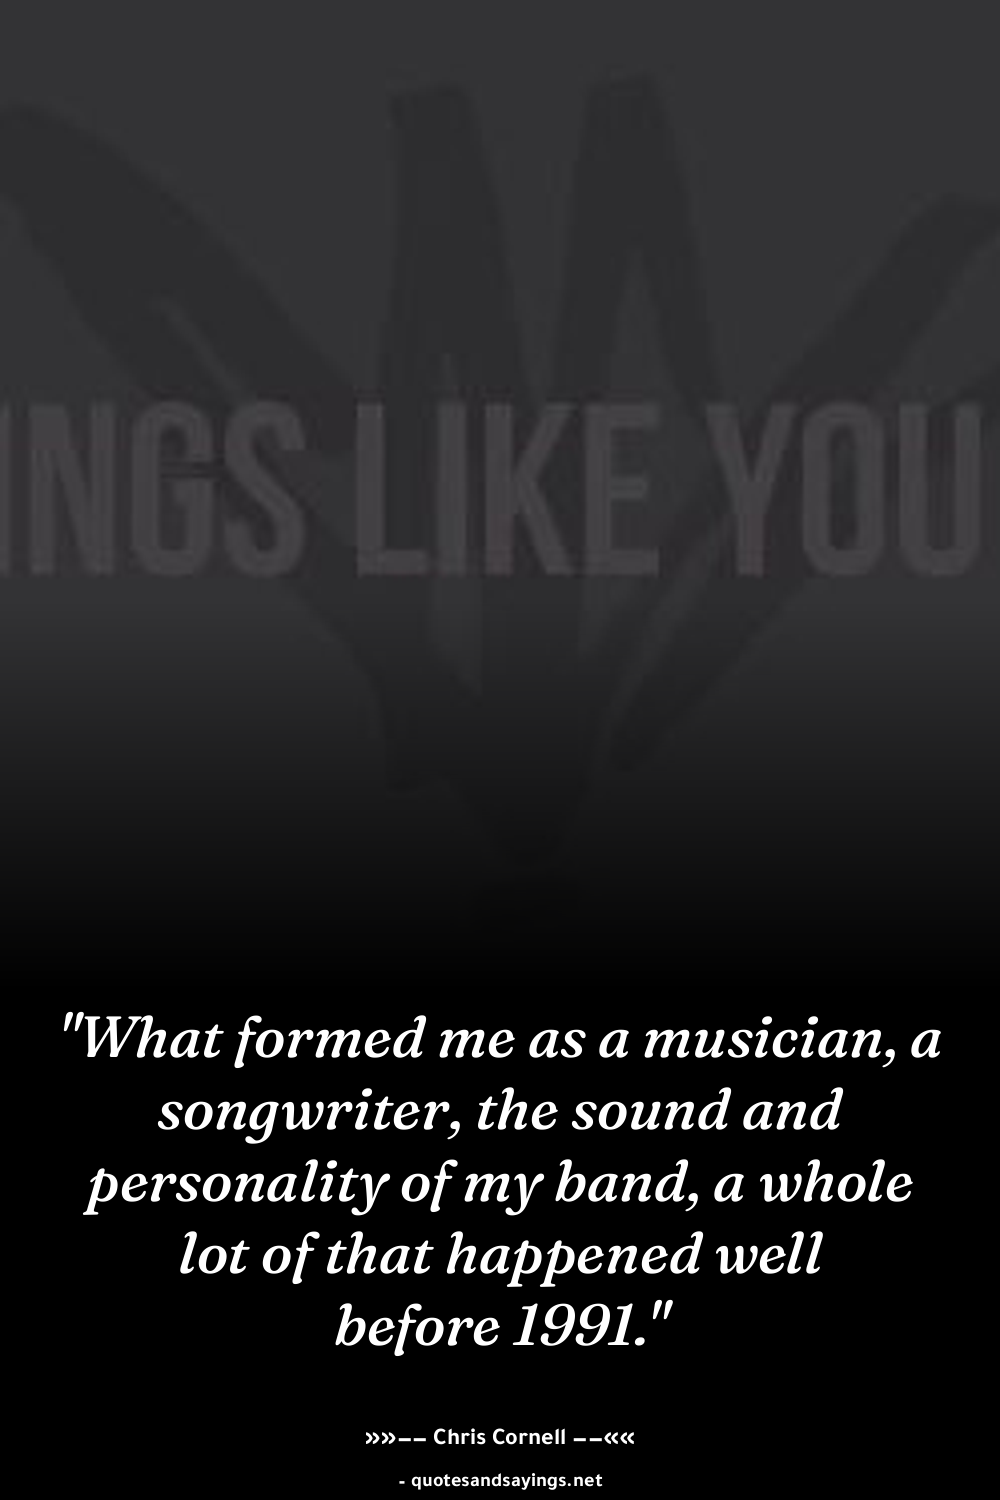 INGS LIKE YOU
"What formed me as a musician, a
songwriter, the sound and
personality of my band, a whole
lot of that happened well
before 1991."
»»−− Chris Cornell −−««
- quotesandsayings.net